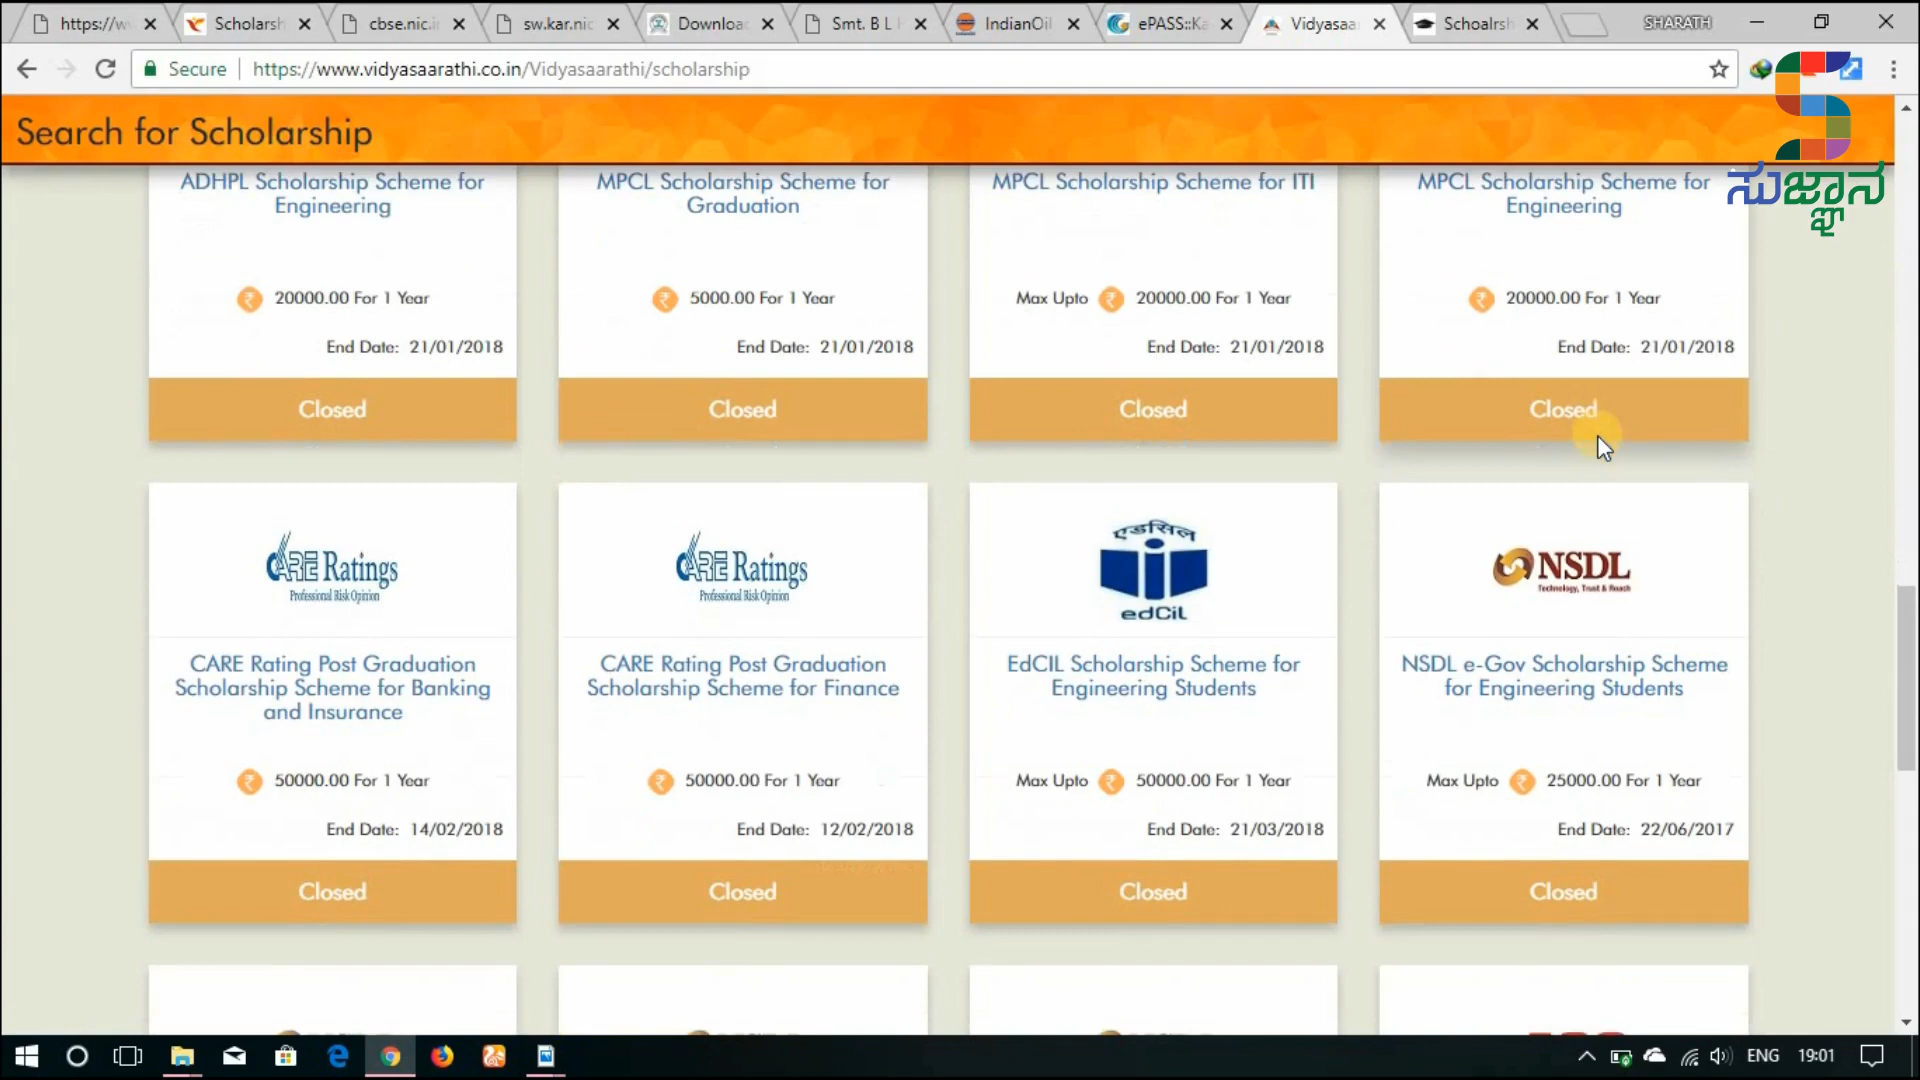 https://w
Scholarsh
cbse.nic.i
sw.kar.nic
Downloa
Smt. B L
IndianOil
ePASS::Ka
Vidyasaa
Schoalrsh
SHARATH
Secure
https://www.vidyasaarathi.co.in/Vidyasaarathi/scholarship
ಸುಜ್ಞಾನ
Search for Scholarship
ADHPL Scholarship Scheme for
Engineering
20000.00 For 1 Year
End Date: 21/01/2018
Closed
MPCL Scholarship Scheme for
Graduation
5000.00 For 1 Year
End Date: 21/01/2018
Closed
MPCL Scholarship Scheme for ITI
Max Upto ₹ 20000.00 For 1 Year
End Date: 21/01/2018
Closed
MPCL Scholarship Scheme for
Engineering
20000.00 For 1 Year
End Date: 21/01/2018
Closed
CARE Ratings
Professional Risk Opinion
CARE Rating Post Graduation
Scholarship Scheme for Banking
and Insurance
₹ 50000.00 For 1 Year
End Date: 14/02/2018
Closed
CARE Ratings
Professional Risk Opinion
CARE Rating Post Graduation
Scholarship Scheme for Finance
₹ 50000.00 For 1 Year
End Date: 12/02/2018
Closed
एडसिल
edCiL
EdCIL Scholarship Scheme for
Engineering Students
Max Upto ₹ 50000.00 For 1 Year
End Date: 21/03/2018
Closed
NSDL
Technology, Trust & Reach
NSDL e-Gov Scholarship Scheme
for Engineering Students
Max Upto ₹ 25000.00 For 1 Year
End Date: 22/06/2017
Closed
ENG
19:01